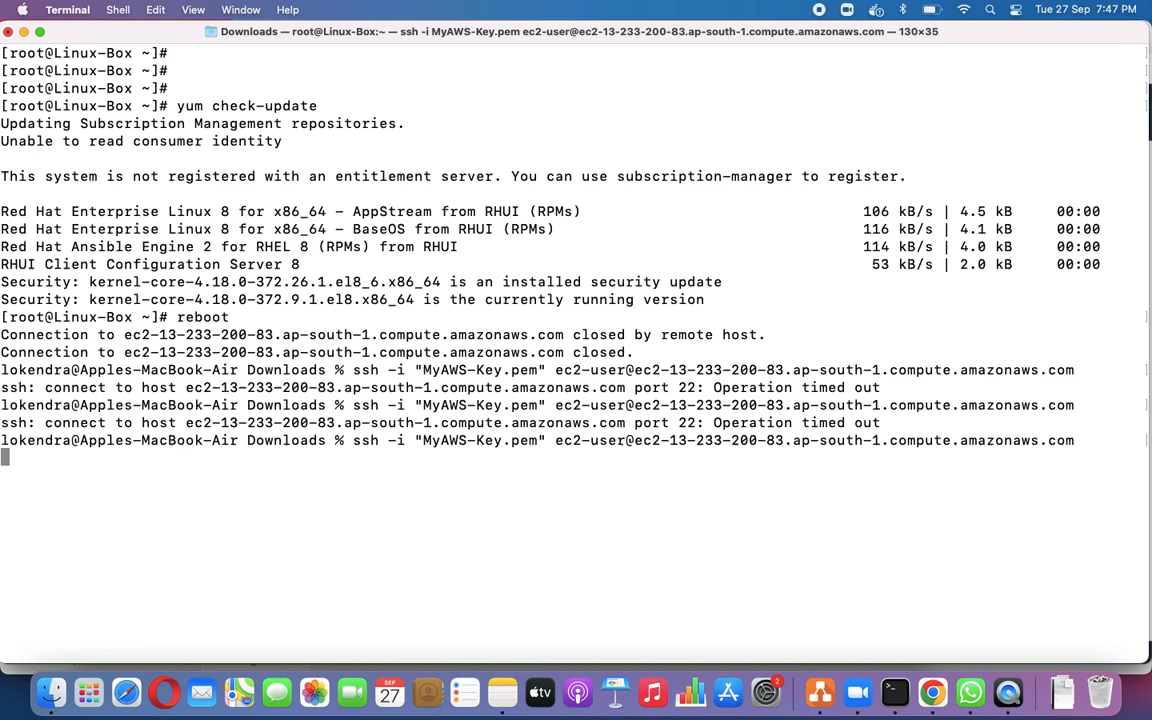 Terminal Shell Edit View Window Help Tue 27 Sep 7:47 PM
Downloads — root@Linux-Box:~ — ssh -i MyAWS-Key.pem ec2-user@ec2-13-233-200-83.ap-south-1.compute.amazonaws.com — 130×35
[root@Linux-Box ~]#
[root@Linux-Box ~]#
[root@Linux-Box ~]#
[root@Linux-Box ~]# yum check-update
Updating Subscription Management repositories.
Unable to read consumer identity
This system is not registered with an entitlement server. You can use subscription-manager to register.
Red Hat Enterprise Linux 8 for x86_64 - AppStream from RHUI (RPMs) 106 kB/s | 4.5 kB 00:00
Red Hat Enterprise Linux 8 for x86_64 - BaseOS from RHUI (RPMs) 116 kB/s | 4.1 kB 00:00
Red Hat Ansible Engine 2 for RHEL 8 (RPMs) from RHUI 114 kB/s | 4.0 kB 00:00
RHUI Client Configuration Server 8 53 kB/s | 2.0 kB 00:00
Security: kernel-core-4.18.0-372.26.1.el8_6.x86_64 is an installed security update
Security: kernel-core-4.18.0-372.9.1.el8.x86_64 is the currently running version
[root@Linux-Box ~]# reboot
Connection to ec2-13-233-200-83.ap-south-1.compute.amazonaws.com closed by remote host.
Connection to ec2-13-233-200-83.ap-south-1.compute.amazonaws.com closed.
lokendra@Apples-MacBook-Air Downloads % ssh -i "MyAWS-Key.pem" ec2-user@ec2-13-233-200-83.ap-south-1.compute.amazonaws.com
ssh: connect to host ec2-13-233-200-83.ap-south-1.compute.amazonaws.com port 22: Operation timed out
lokendra@Apples-MacBook-Air Downloads % ssh -i "MyAWS-Key.pem" ec2-user@ec2-13-233-200-83.ap-south-1.compute.amazonaws.com
ssh: connect to host ec2-13-233-200-83.ap-south-1.compute.amazonaws.com port 22: Operation timed out
lokendra@Apples-MacBook-Air Downloads % ssh -i "MyAWS-Key.pem" ec2-user@ec2-13-233-200-83.ap-south-1.compute.amazonaws.com
SEP
27
tv
2